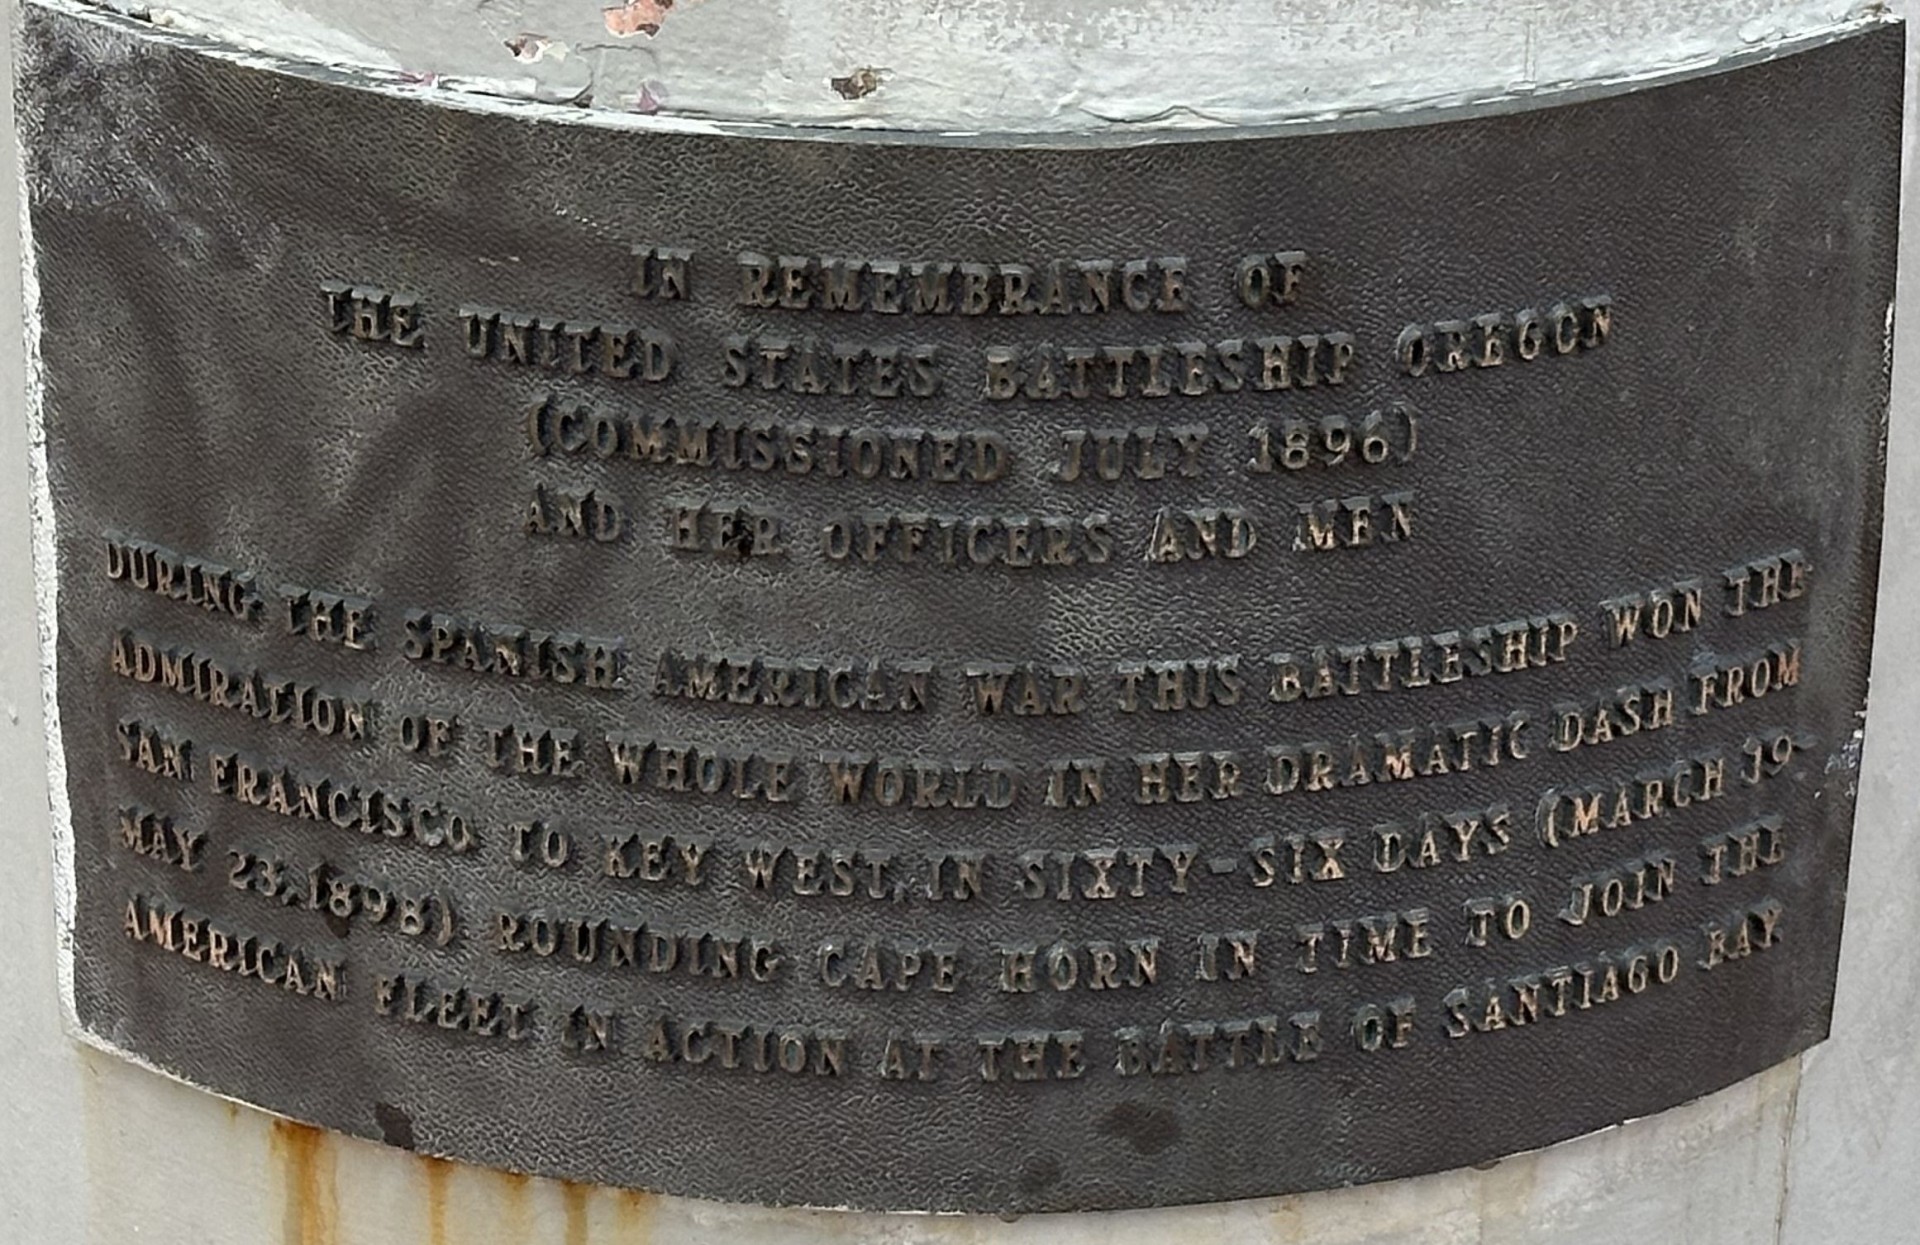 IN REMEMBRANCE OF
THE UNITED STATES BATTLESHIP OREGON
(COMMISSIONED JULY 1896)
AND HER OFFICERS AND MEN
DURING THE SPANISH AMERICAN WAR THIS BATTLESHIP WON THE
ADMIRATION OF THE WHOLE WORLD IN HER DRAMATIC DASH FROM
SAN FRANCISCO TO KEY WEST, IN SIXTY-SIX DAYS (MARCH 19-
MAY 23, 1898) ROUNDING CAPE HORN IN TIME TO JOIN THE
AMERICAN FLEET IN ACTION AT THE BATTLE OF SANTIAGO BAY